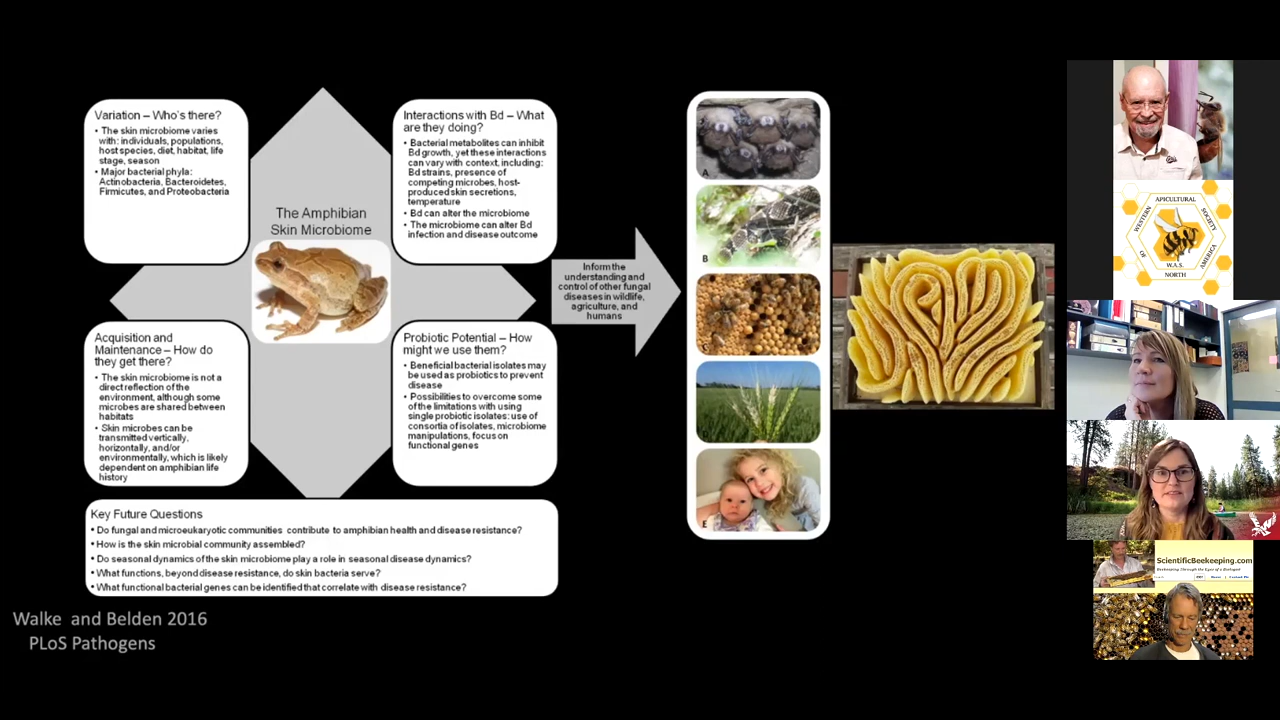 Variation – Who's there?
• The skin microbiome varies
with: individuals, populations,
host species, diet, habitat, life
stage, season
• Major bacterial phyla:
Actinobacteria, Bacteroidetes,
Firmicutes, and Proteobacteria
Interactions with Bd – What
are they doing?
• Bacterial metabolites can inhibit
Bd growth, yet these interactions
can vary with context, including:
Bd strains, presence of
competing microbes, host-
produced skin secretions,
temperature
• Bd can alter the microbiome
• The microbiome can alter Bd
infection and disease outcome
The Amphibian
Skin Microbiome
Acquisition and
Maintenance – How do
they get there?
• The skin microbiome is not a
direct reflection of the
environment, although some
microbes are shared between
habitats
• Skin microbes can be
transmitted vertically,
horizontally, and/or
environmentally, which is likely
dependent on amphibian life
history
Probiotic Potential – How
might we use them?
• Beneficial bacterial isolates may
be used as probiotics to prevent
disease
• Possibilities to overcome some
of the limitations with using
single probiotic isolates: use of
consortia of isolates, microbiome
manipulations, focus on
functional genes
Key Future Questions
• Do fungal and microeukaryotic communities contribute to amphibian health and disease resistance?
• How is the skin microbial community assembled?
• Do seasonal dynamics of the skin microbiome play a role in seasonal disease dynamics?
• What functions, beyond disease resistance, do skin bacteria serve?
• What functional bacterial genes can be identified that correlate with disease resistance?
Inform the
understanding and
control of other fungal
diseases in wildlife,
agriculture, and
humans
A
B
E
Walke and Belden 2016
PLoS Pathogens
WESTERN
APICULTURAL
SOCIETY
OF
W.A.S.
NORTH
AMERICA
ScientificBeekeeping.com
Beekeeping Through the Eyes of a Biologist